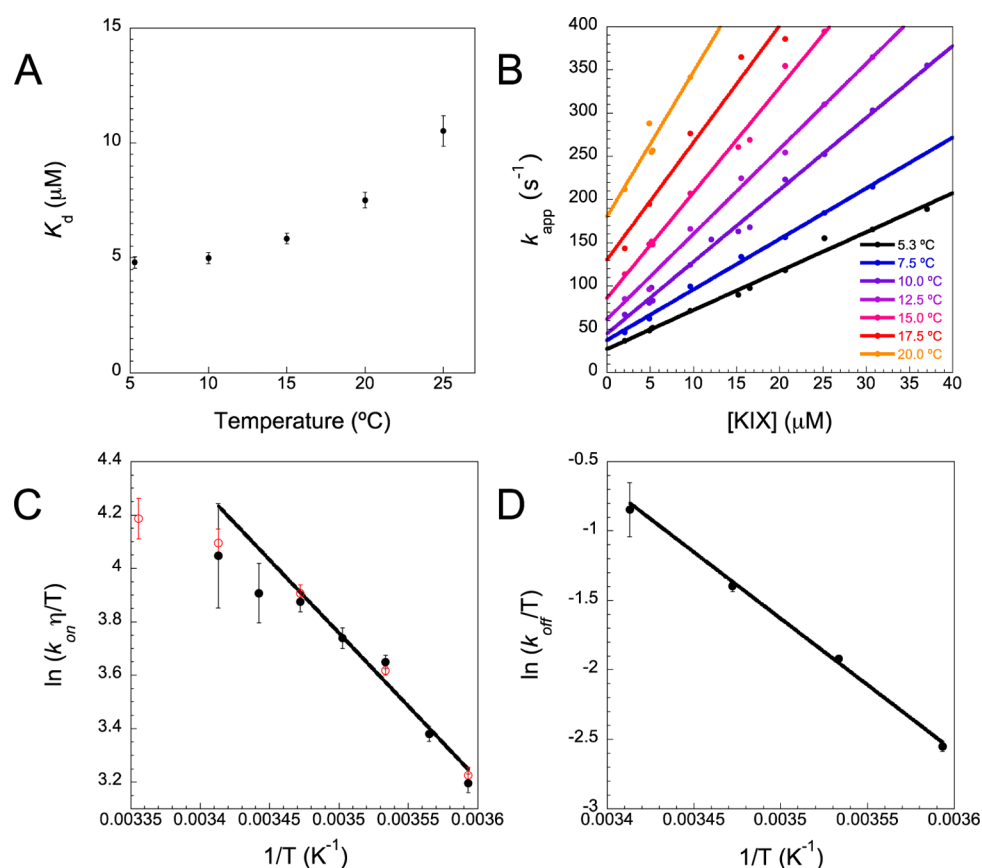 A
15
10
5
0
K_d (μM)
5 10 15 20 25
Temperature (ºC)
B
400
350
300
250
200
150
100
50
0
k_app (s⁻¹)
5.3 ºC
7.5 ºC
10.0 ºC
12.5 ºC
15.0 ºC
17.5 ºC
20.0 ºC
0 5 10 15 20 25 30 35 40
[KIX] (μM)
C
4.4
4.2
4
3.8
3.6
3.4
3.2
ln (k_on η/T)
0.00335 0.00345 0.00355 0.0036
1/T (K⁻¹)
D
-0.5
-1
-1.5
-2
-2.5
-3
ln (k_off/T)
0.0034 0.00345 0.0035 0.00355 0.0036
1/T (K⁻¹)